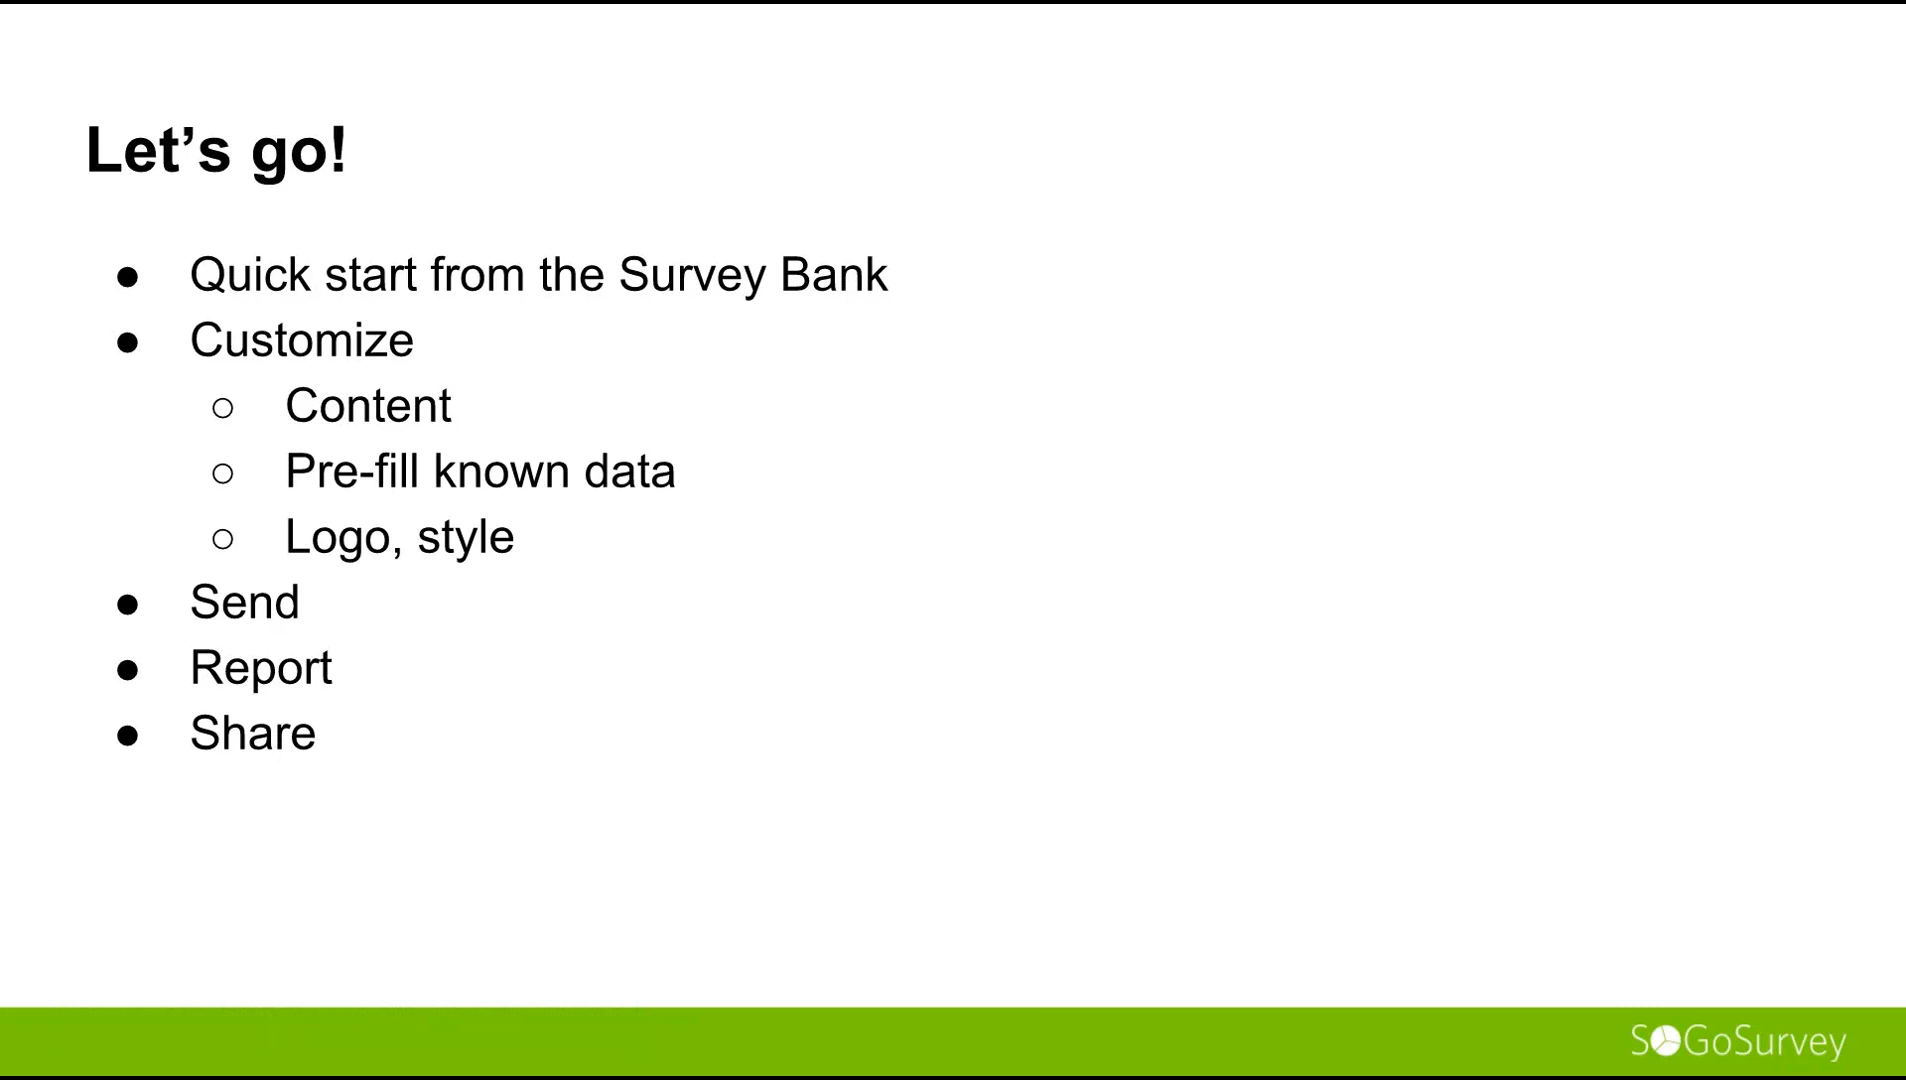 Let’s go!
● Quick start from the Survey Bank
● Customize
○ Content
○ Pre-fill known data
○ Logo, style
● Send
● Report
● Share
SoGoSurvey